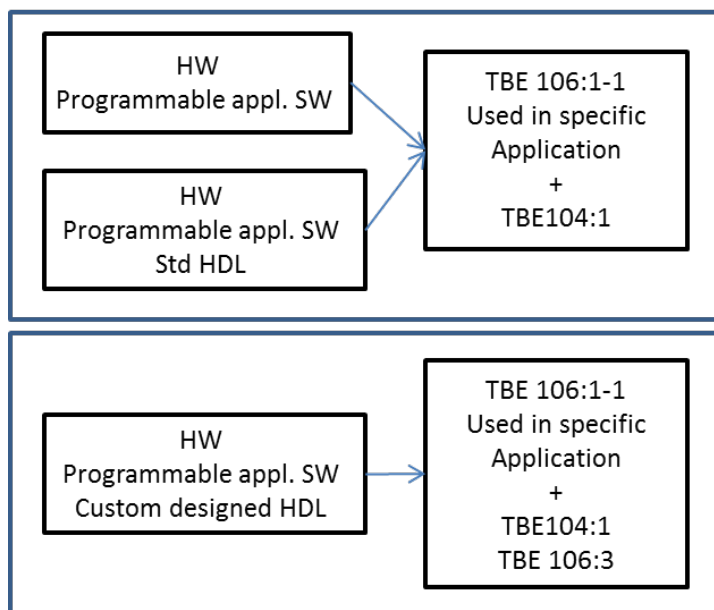 HW
Programmable appl. SW
HW
Programmable appl. SW
Std HDL
TBE 106:1-1
Used in specific
Application
+
TBE104:1
HW
Programmable appl. SW
Custom designed HDL
TBE 106:1-1
Used in specific
Application
+
TBE104:1
TBE 106:3